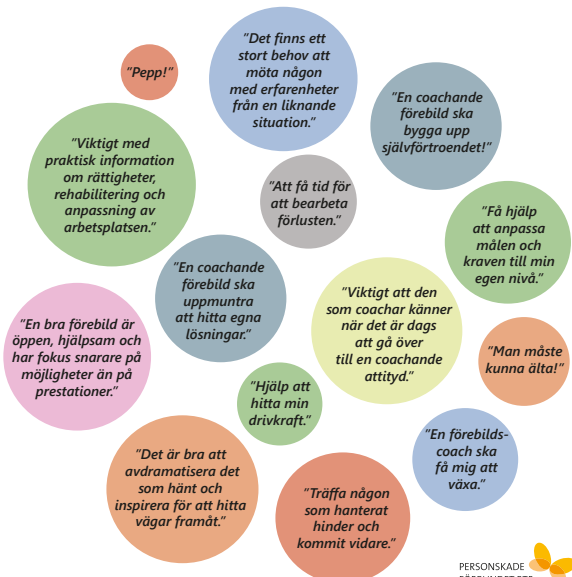 ”Pepp!”
”Det finns ett
stort behov att
möta någon
med erfarenheter
från en liknande
situation.”
”En coachande
förebild ska
bygga upp
självförtroendet!”
”Viktigt med
praktisk information
om rättigheter,
rehabilitering och
anpassning av
arbetsplatsen.”
”Att få tid för
att bearbeta
förlusten.”
”Få hjälp
att anpassa
målen och
kraven till min
egen nivå.”
”En coachande
förebild ska
uppmuntra
att hitta egna
lösningar.”
”Viktigt att den
som coachar känner
när det är dags
att gå över
till en coachande
attityd.”
”En bra förebild är
öppen, hjälpsam och
har fokus snarare på
möjligheter än på
prestationer.”
”Man måste
kunna älta!”
”Hjälp att
hitta min
drivkraft.”
”En förebilds-
coach ska
få mig att
växa.”
”Det är bra att
avdramatisera det
som hänt och
inspirera för att hitta
vägar framåt.”
”Träffa någon
som hanterat
hinder och
kommit vidare.”
PERSONSKADE